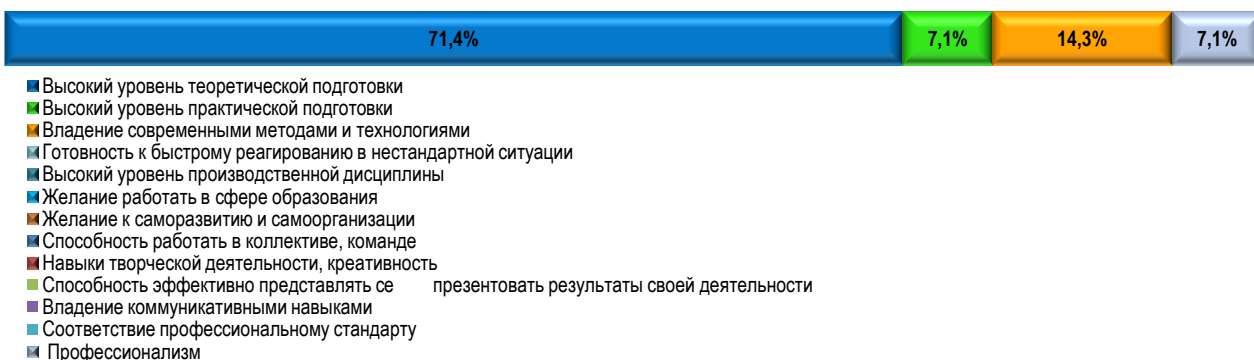 71,4% 7,1% 14,3% 7,1%
Высокий уровень теоретической подготовки
Высокий уровень практической подготовки
Владение современными методами и технологиями
Готовность к быстрому реагированию в нестандартной ситуации
Высокий уровень производственной дисциплины
Желание работать в сфере образования
Желание к саморазвитию и самоорганизации
Способность работать в коллективе, команде
Навыки творческой деятельности, креативность
Способность эффективно представлять се презентовать результаты своей деятельности
Владение коммуникативными навыками
Соответствие профессиональному стандарту
Профессионализм